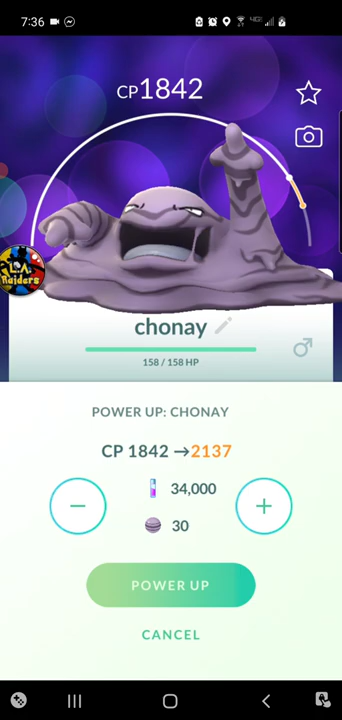 7:36
CP1842
L.A.
Raiders
chonay
158 / 158 HP
POWER UP: CHONAY
CP 1842 →2137
34,000
30
POWER UP
CANCEL